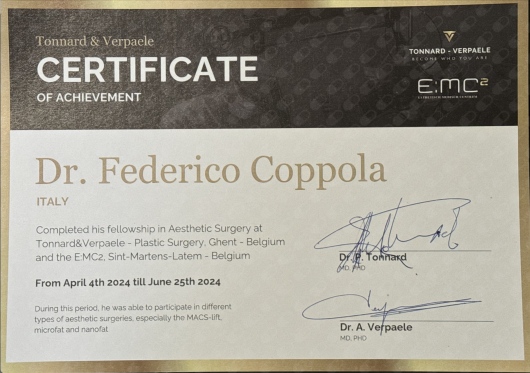 Tonnard & Verpaele
CERTIFICATE
OF ACHIEVEMENT
TONNARD - VERPAELE
BECOME WHO YOU ARE
E:MC²
Dr. Federico Coppola
ITALY
Completed his fellowship in Aesthetic Surgery at
Tonnard&Verpaele - Plastic Surgery, Ghent - Belgium
and the E:MC2, Sint-Martens-Latem - Belgium
From April 4th 2024 till June 25th 2024
During this period, he was able to participate in different
types of aesthetic surgeries, especially the MACS-lift,
microfat and nanofat
Dr. P. Tonnard
MD, PHD
Dr. A. Verpaele
MD, PHD